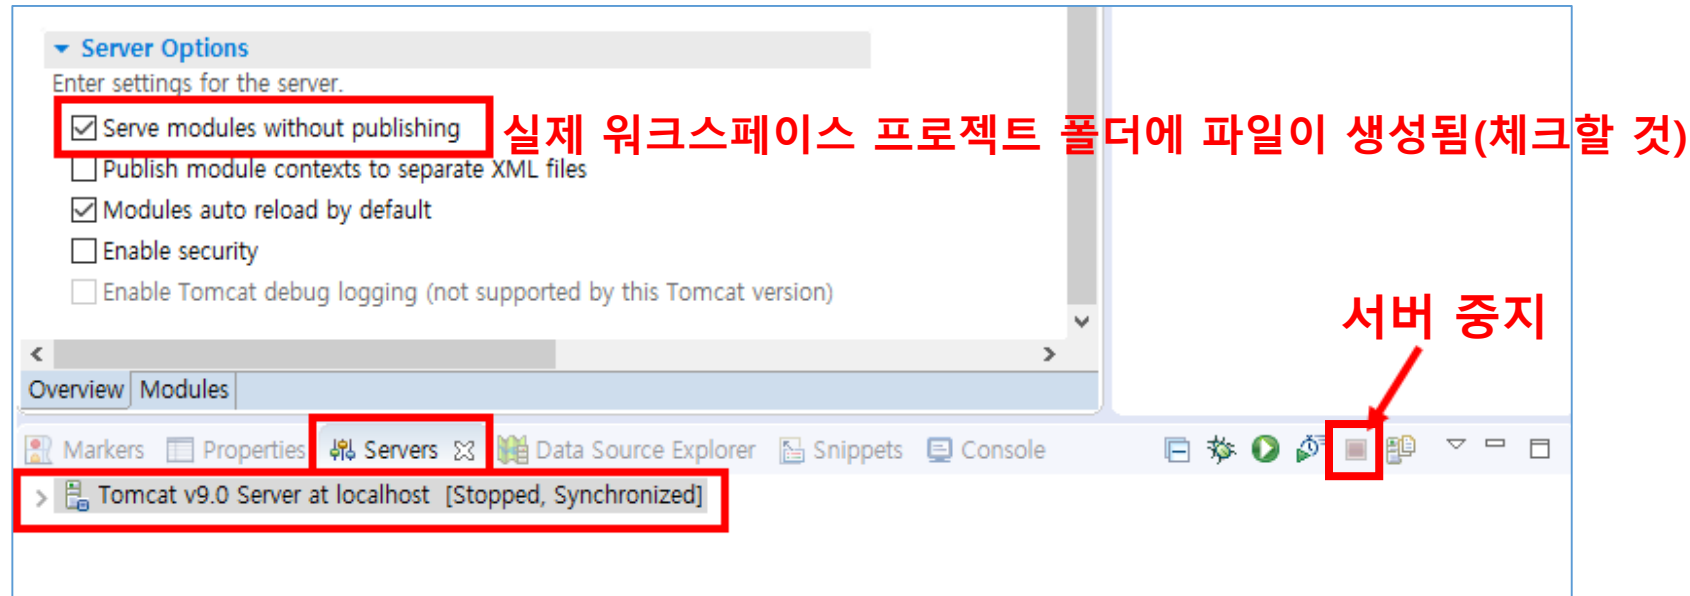 Server Options
Enter settings for the server.
Serve modules without publishing
실제 워크스페이스 프로젝트 폴더에 파일이 생성됨(체크할 것)
Publish module contexts to separate XML files
Modules auto reload by default
Enable security
Enable Tomcat debug logging (not supported by this Tomcat version)
서버 중지
Overview Modules
Markers Properties Servers Data Source Explorer Snippets Console
Tomcat v9.0 Server at localhost [Stopped, Synchronized]